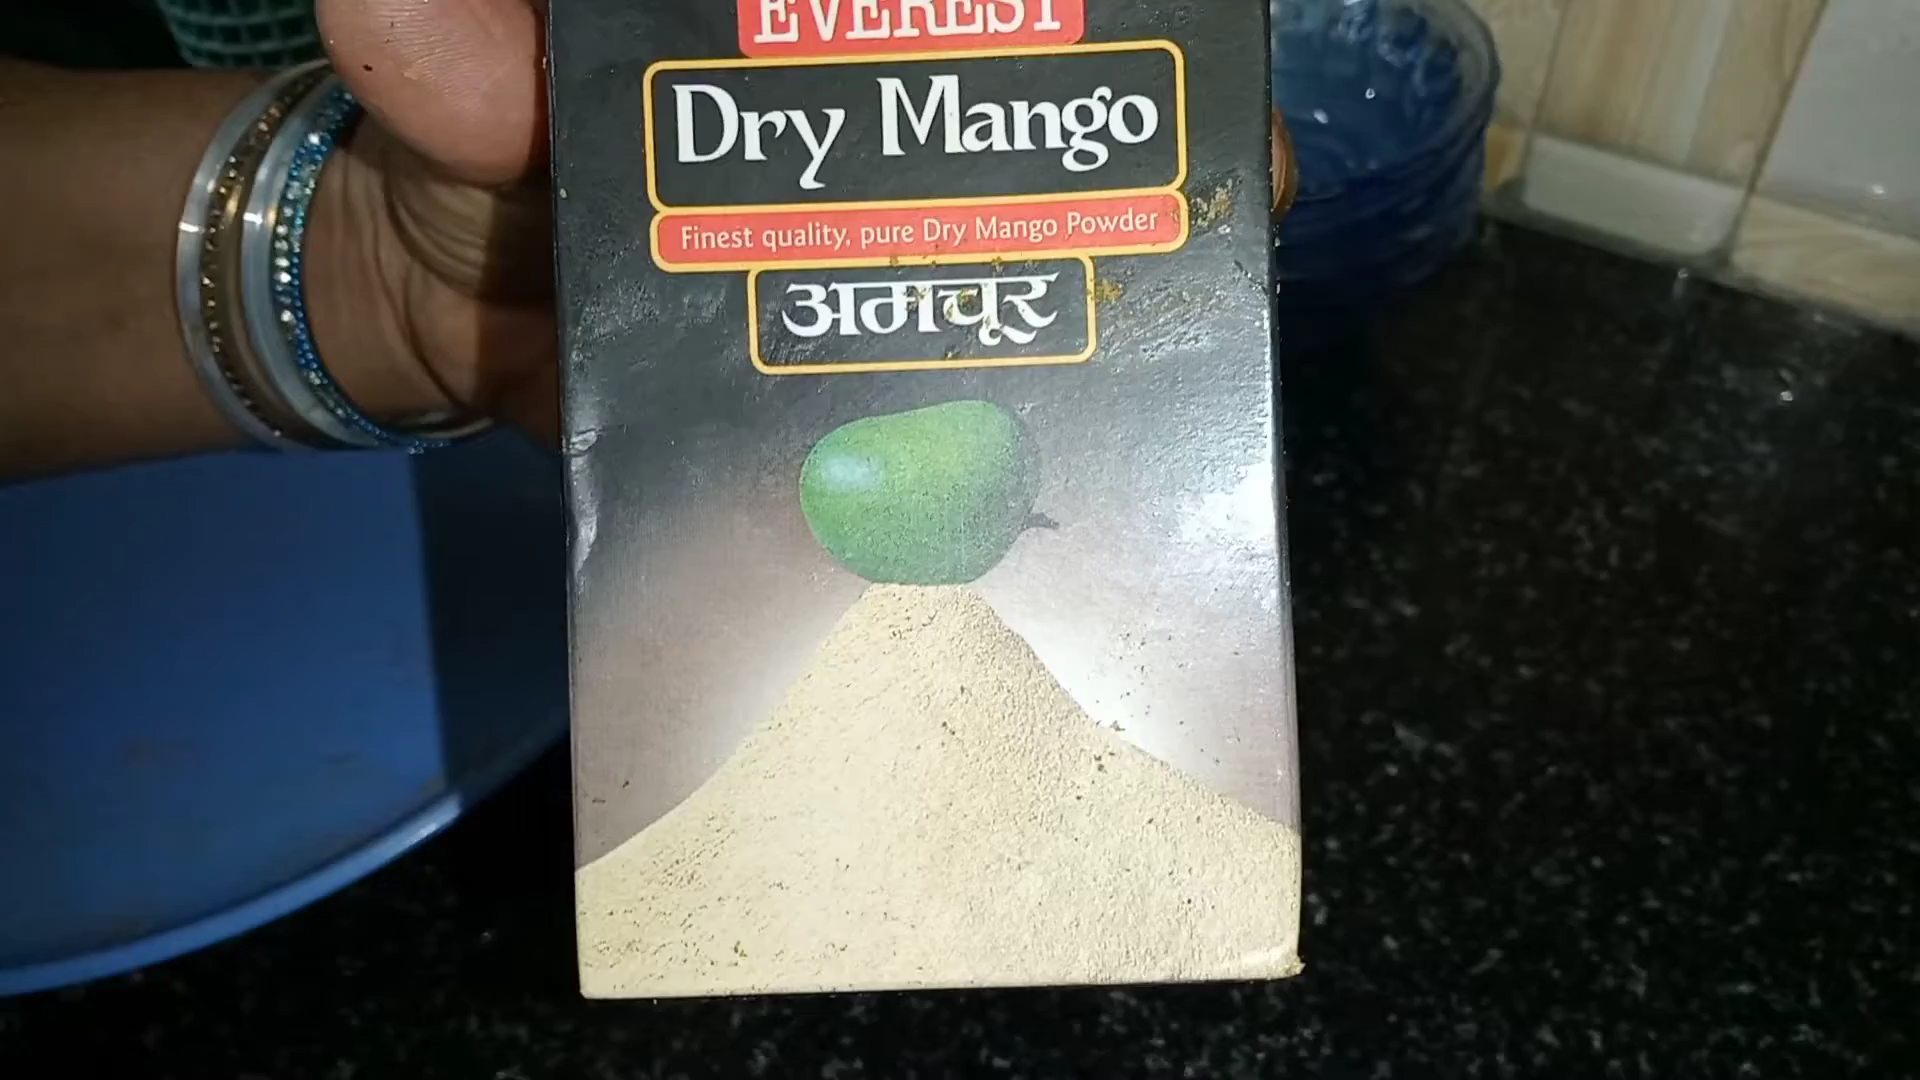 EVEREST
Dry Mango
Finest quality, pure Dry Mango Powder
अमचूर